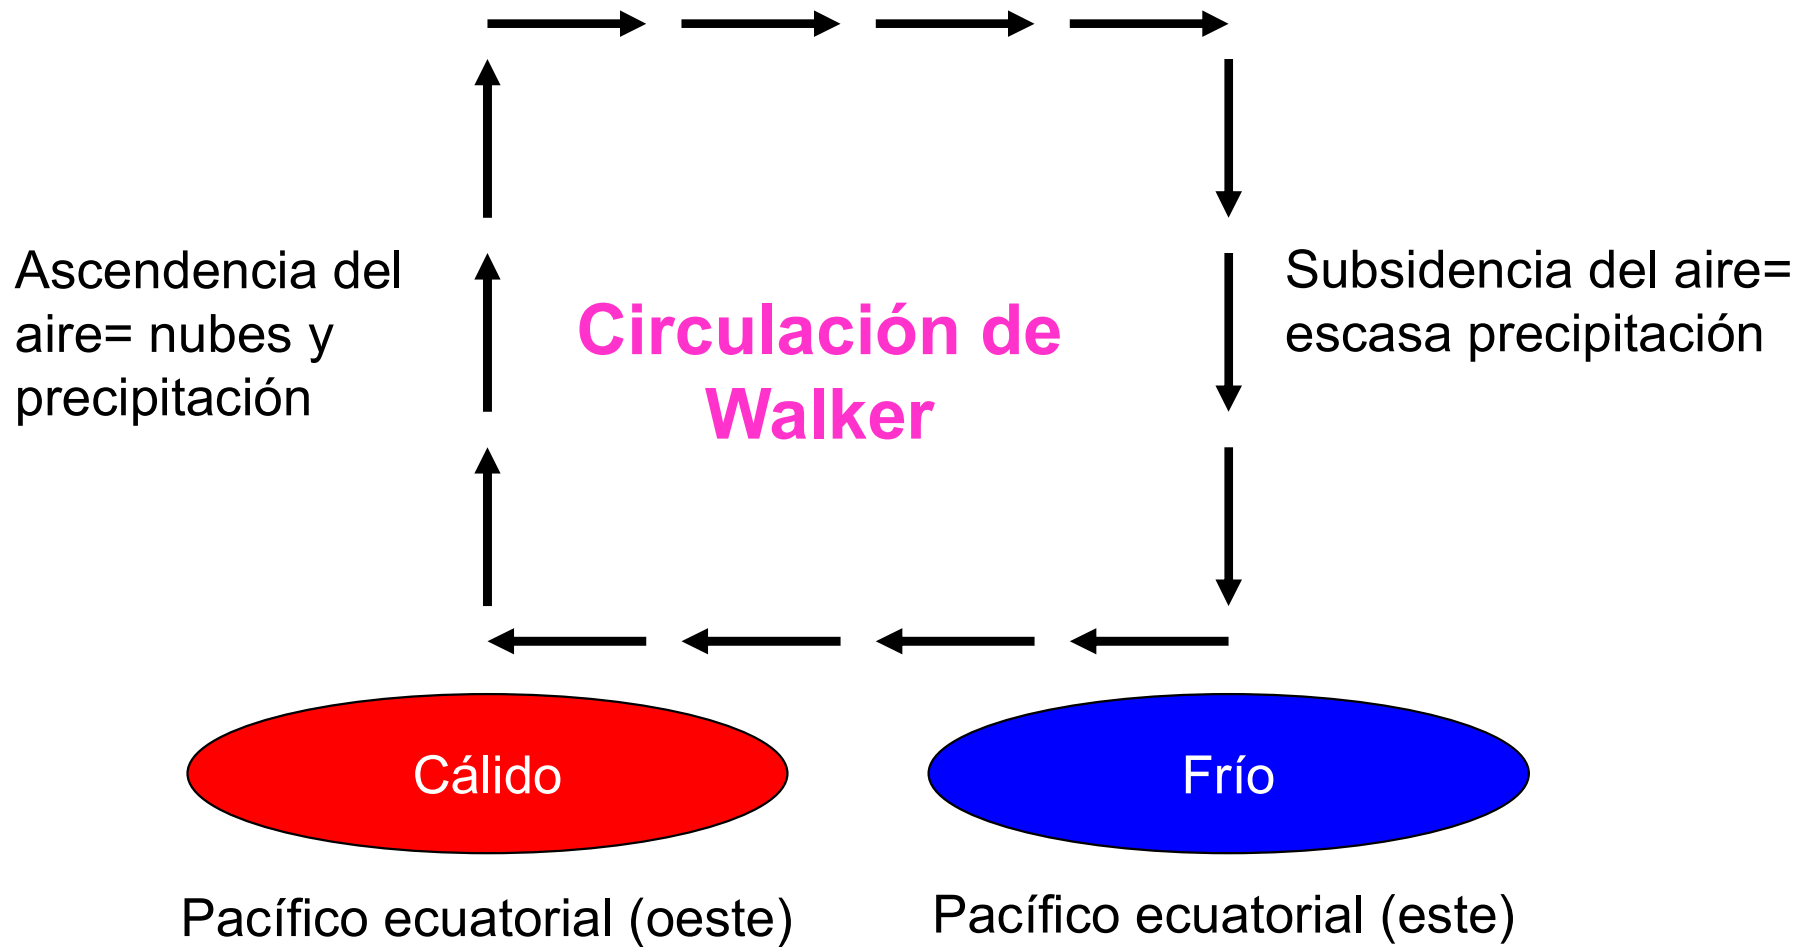 Ascendencia del
aire= nubes y
precipitación
Circulación de
Walker
Subsidencia del aire=
escasa precipitación
Cálido
Frío
Pacífico ecuatorial (oeste)
Pacífico ecuatorial (este)